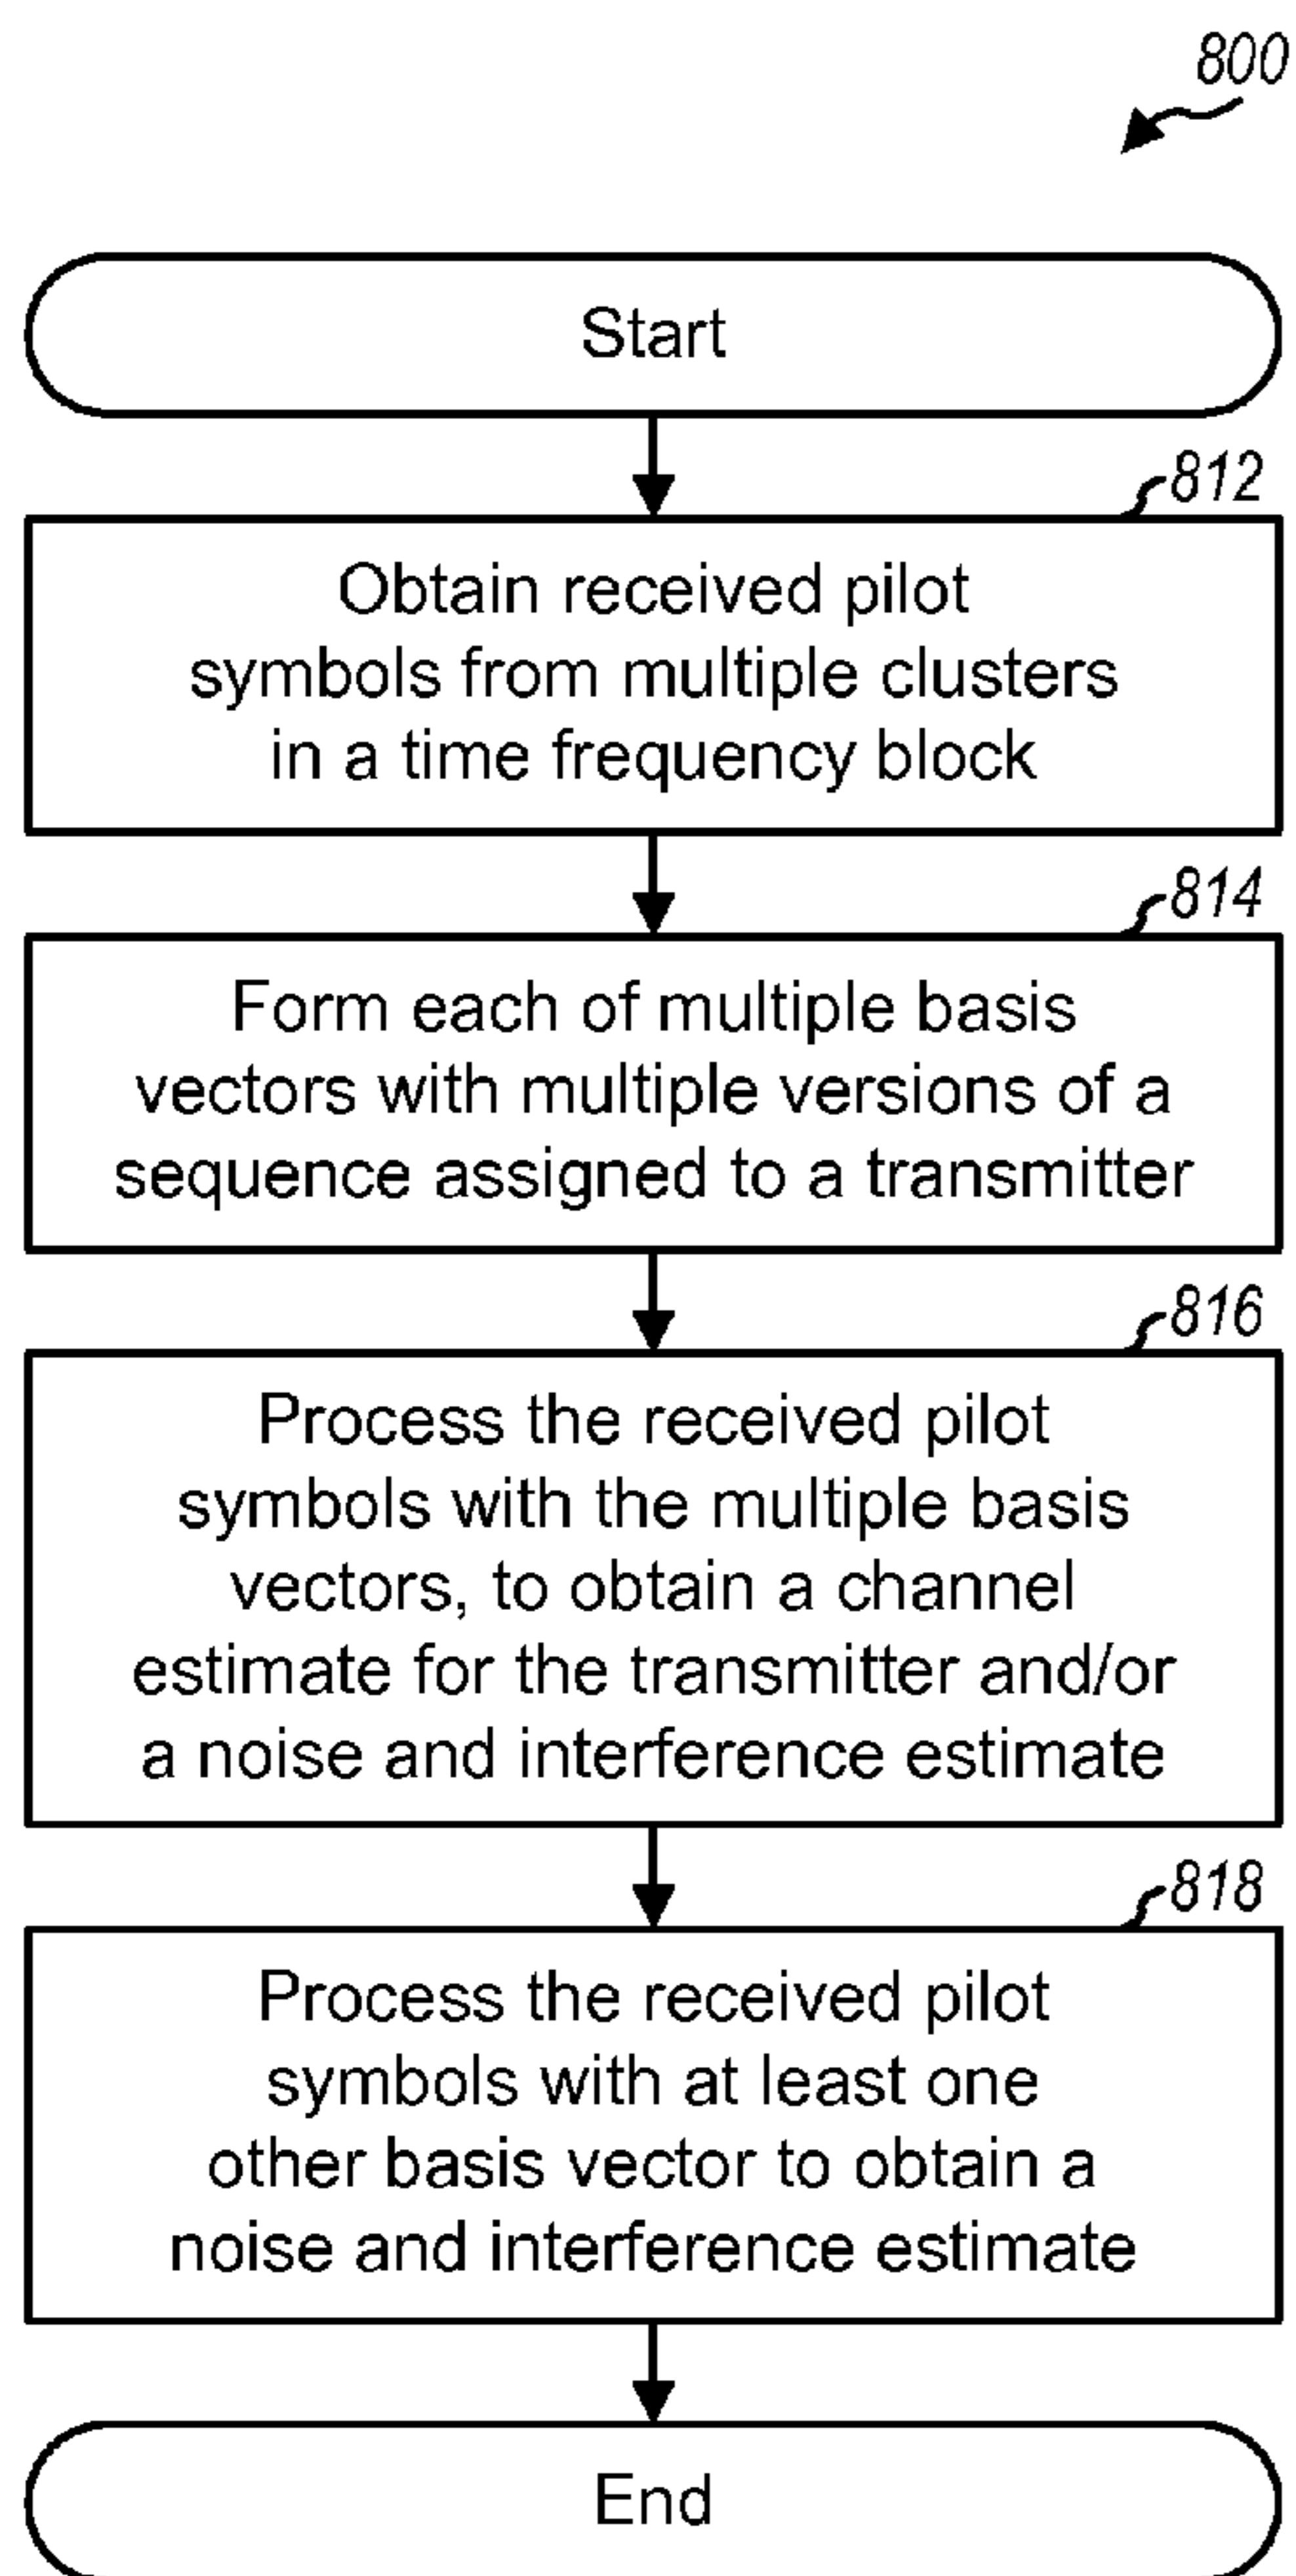 800
Start
812
Obtain received pilot
symbols from multiple clusters
in a time frequency block
814
Form each of multiple basis
vectors with multiple versions of a
sequence assigned to a transmitter
816
Process the received pilot
symbols with the multiple basis
vectors, to obtain a channel
estimate for the transmitter and/or
a noise and interference estimate
818
Process the received pilot
symbols with at least one
other basis vector to obtain a
noise and interference estimate
End